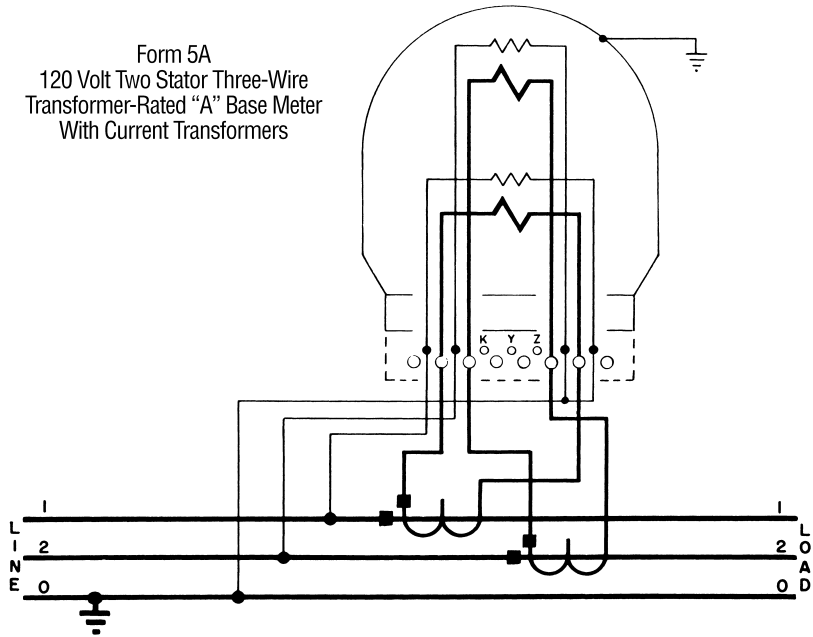 Form 5A
120 Volt Two Stator Three-Wire
Transformer-Rated “A” Base Meter
With Current Transformers
K Y Z
LINE
1
2
0
1
2
0
LOAD